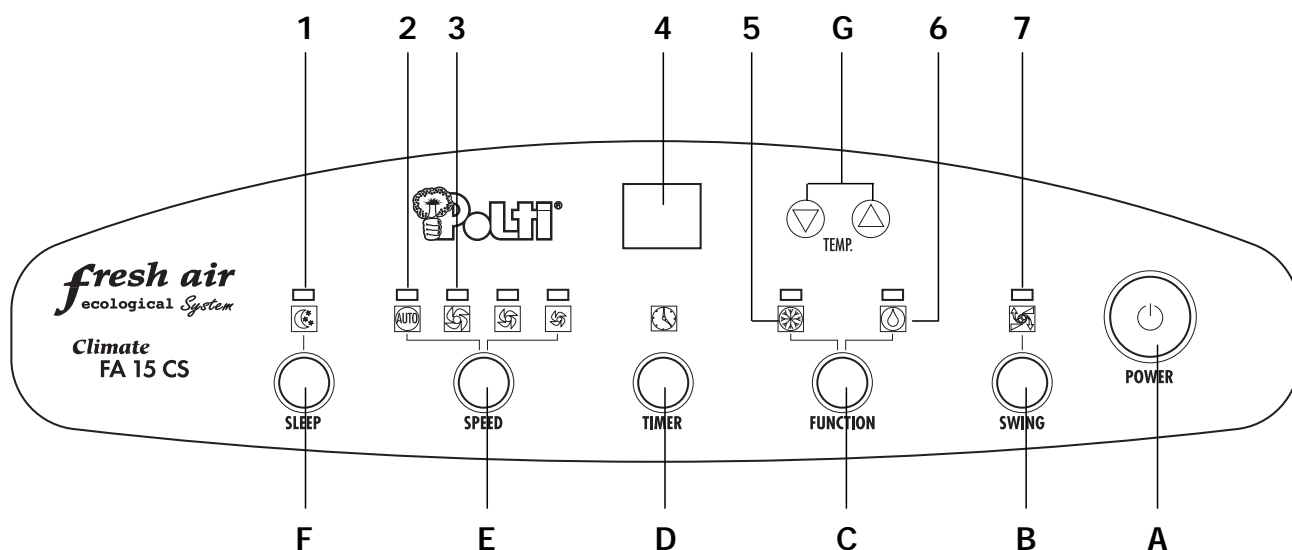 1 2 3 4 5 G 6 7
Polti®
TEMP.
fresh air
ecological System
AUTO
Climate
FA 15 CS
SLEEP SPEED TIMER FUNCTION SWING POWER
F E D C B A